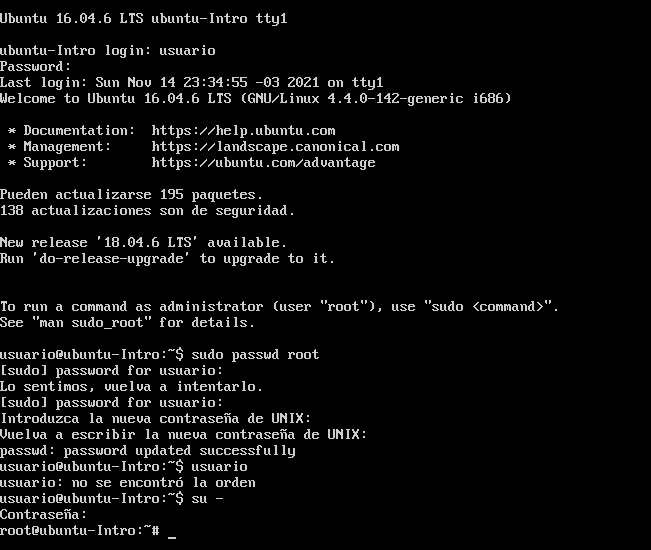 Ubuntu 16.04.6 LTS ubuntu-Intro tty1
ubuntu-Intro login: usuario
Password:
Last login: Sun Nov 14 23:34:55 -03 2021 on tty1
Welcome to Ubuntu 16.04.6 LTS (GNU/Linux 4.4.0-142-generic i686)
* Documentation:  https://help.ubuntu.com
* Management:     https://landscape.canonical.com
* Support:        https://ubuntu.com/advantage
Pueden actualizarse 195 paquetes.
138 actualizaciones son de seguridad.
New release '18.04.6 LTS' available.
Run 'do-release-upgrade' to upgrade to it.
To run a command as administrator (user "root"), use "sudo <command>".
See "man sudo_root" for details.
usuario@ubuntu-Intro:~$ sudo passwd root
[sudo] password for usuario:
Lo sentimos, vuelva a intentarlo.
[sudo] password for usuario:
Introduzca la nueva contraseña de UNIX:
Vuelva a escribir la nueva contraseña de UNIX:
passwd: password updated successfully
usuario@ubuntu-Intro:~$ usuario
usuario: no se encontró la orden
usuario@ubuntu-Intro:~$ su -
Contraseña:
root@ubuntu-Intro:~# _